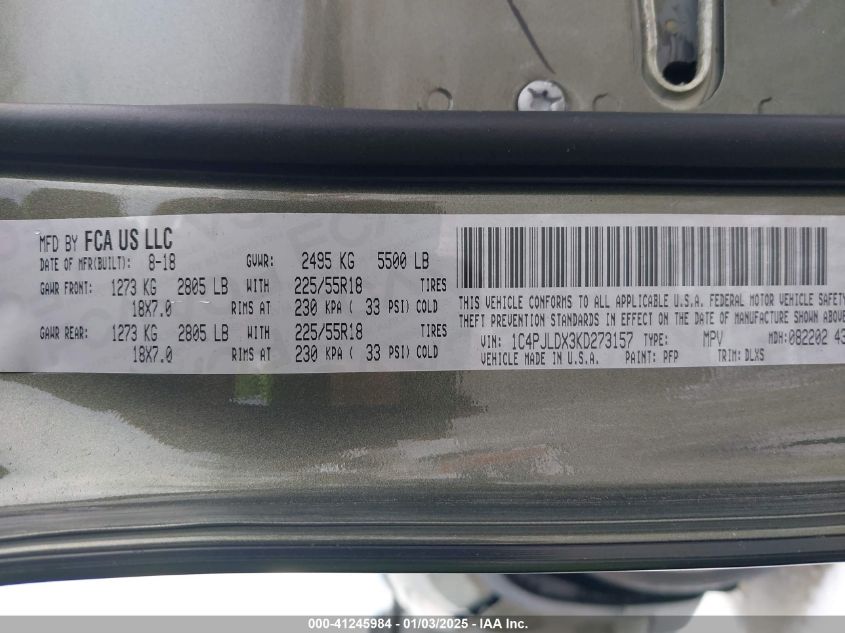 MFD BY FCA US LLC
DATE OF MFR(BUILT): 8-18 GVWR: 2495 KG 5500 LB
GAWR FRONT: 1273 KG 2805 LB WITH 225/55R18 TIRES
18X7.0 RIMS AT 230 KPA ( 33 PSI) COLD
GAWR REAR: 1273 KG 2805 LB WITH 225/55R18 TIRES
18X7.0 RIMS AT 230 KPA ( 33 PSI) COLD
THIS VEHICLE CONFORMS TO ALL APPLICABLE U.S.A. FEDERAL MOTOR VEHICLE SAFETY
THEFT PREVENTION STANDARDS IN EFFECT ON THE DATE OF MANUFACTURE SHOWN ABOVE
VIN: 1C4PJLDX3KD273157 TYPE: MPV MDH:082202 43
VEHICLE MADE IN U.S.A. PAINT: PFP TRIM: DLXS
000-41245984 - 01/03/2025 - IAAI.com